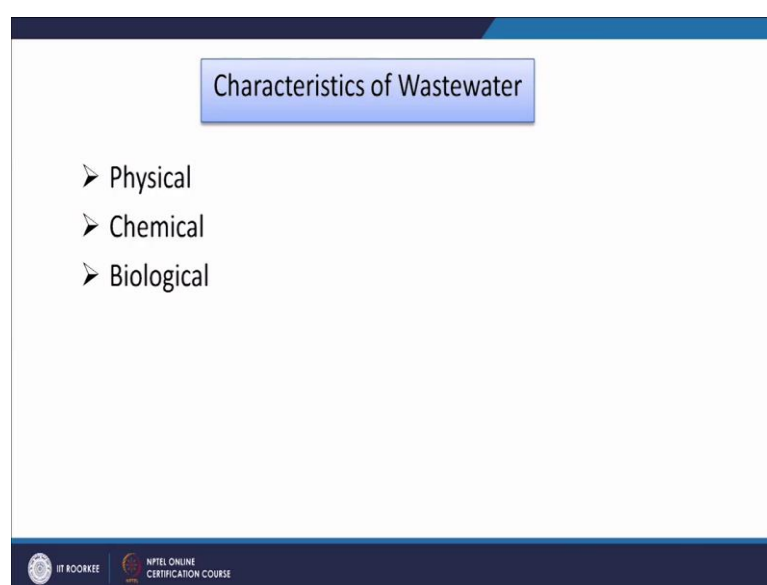 Characteristics of Wastewater
➢ Physical
➢ Chemical
➢ Biological
IIT ROORKEE
NPTEL ONLINE
CERTIFICATION COURSE